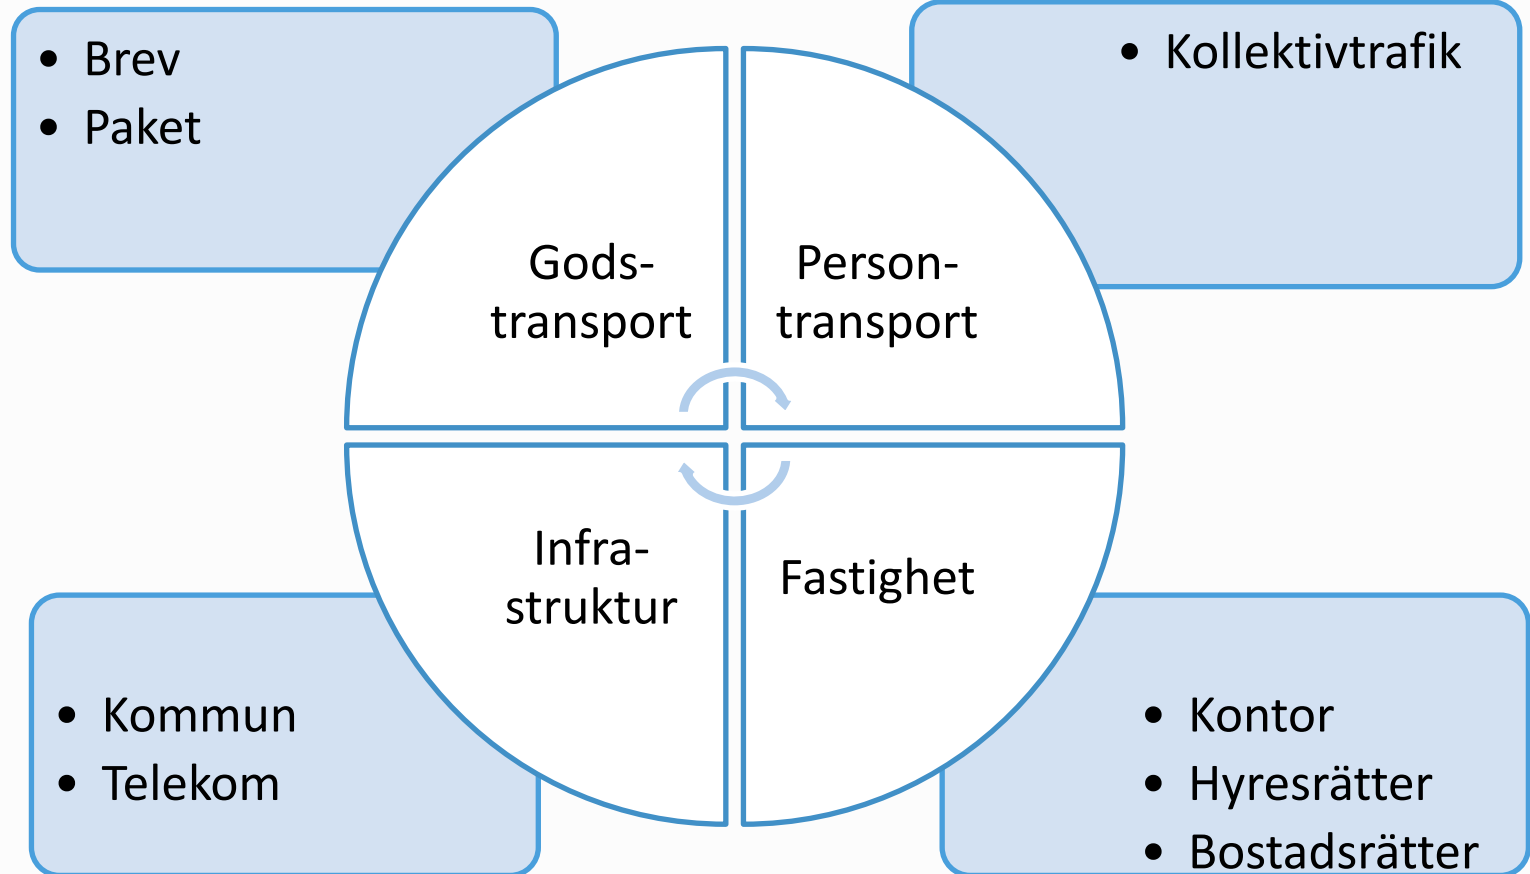 • Brev
• Paket
• Kollektivtrafik
Gods-
transport
Person-
transport
Infra-
struktur
Fastighet
• Kommun
• Telekom
• Kontor
• Hyresrätter
• Bostadsrätter